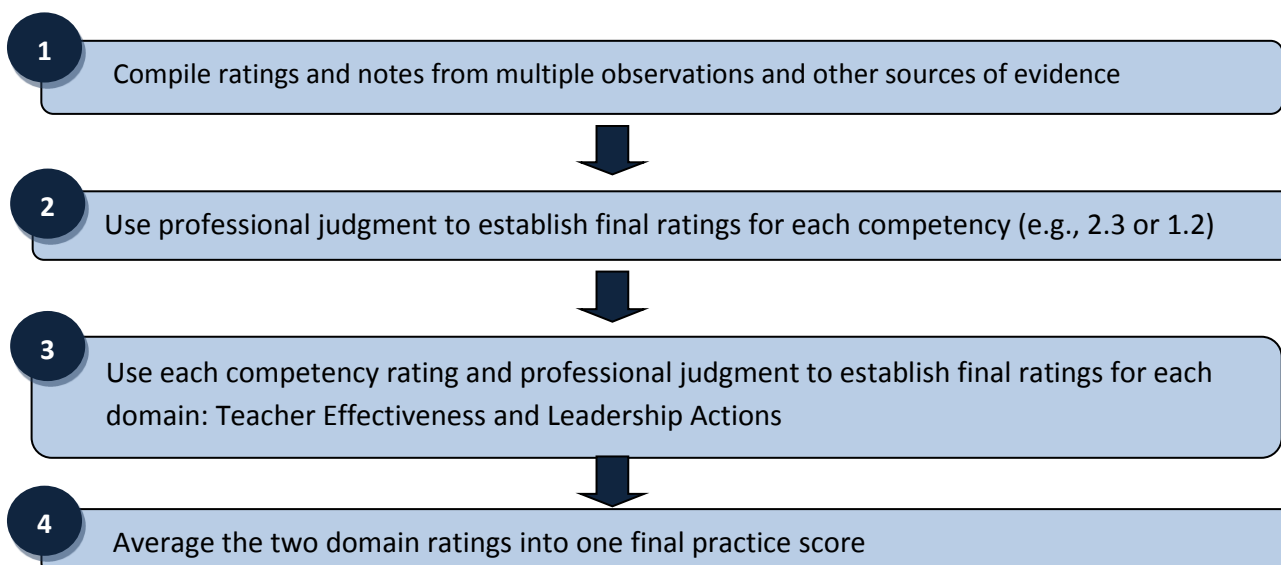 1
Compile ratings and notes from multiple observations and other sources of evidence
2
Use professional judgment to establish final ratings for each competency (e.g., 2.3 or 1.2)
3
Use each competency rating and professional judgment to establish final ratings for each
domain: Teacher Effectiveness and Leadership Actions
4
Average the two domain ratings into one final practice score